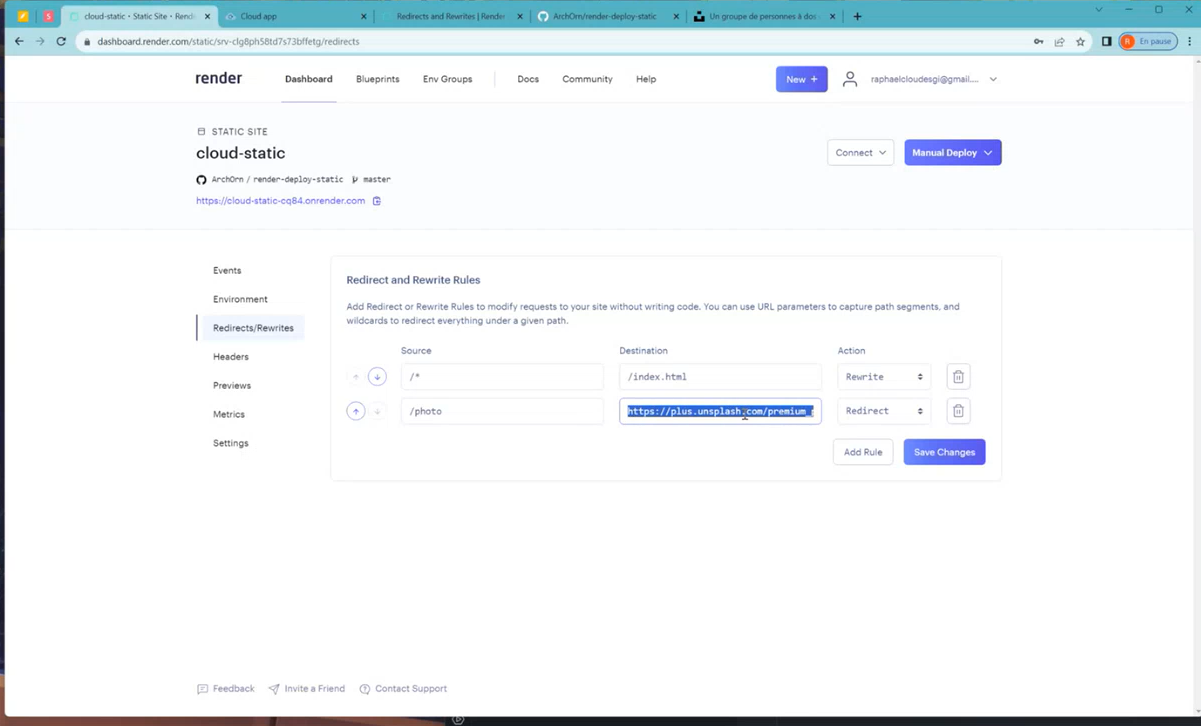 cloud-static • Static Site • Rende
Cloud app
Redirects and Rewrites | Render
ArchOrn/render-deploy-static
Un groupe de personnes à dos
dashboard.render.com/static/srv-clg8ph58td7s73bffetg/redirects
R En pause
render
Dashboard
Blueprints
Env Groups
Docs
Community
Help
New +
raphaelcloudesgi@gmail....
STATIC SITE
cloud-static
Connect
Manual Deploy
ArchOrn / render-deploy-static master
https://cloud-static-cq84.onrender.com
Events
Environment
Redirects/Rewrites
Headers
Previews
Metrics
Settings
Redirect and Rewrite Rules
Add Redirect or Rewrite Rules to modify requests to your site without writing code. You can use URL parameters to capture path segments, and
wildcards to redirect everything under a given path.
Source Destination Action
/* /index.html Rewrite
/photo https://plus.unsplash.com/premium_ Redirect
Add Rule Save Changes
Feedback Invite a Friend Contact Support